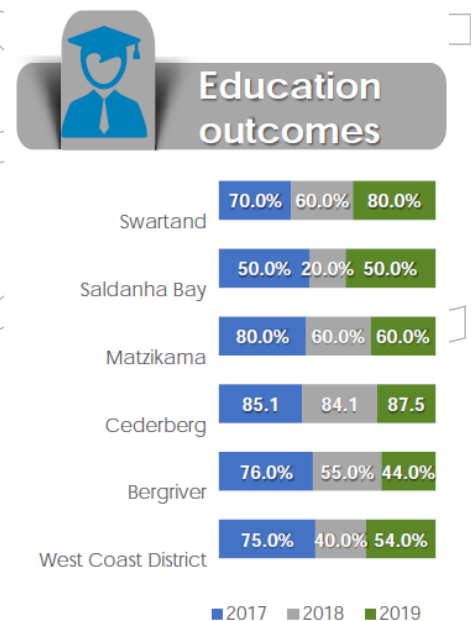 Education
outcomes
70.0% 60.0% 80.0%
Swartand
50.0% 20.0% 50.0%
Saldanha Bay
80.0% 60.0% 60.0%
Matzikama
85.1 84.1 87.5
Cederberg
76.0% 55.0% 44.0%
Bergriver
75.0% 40.0% 54.0%
West Coast District
2017 2018 2019